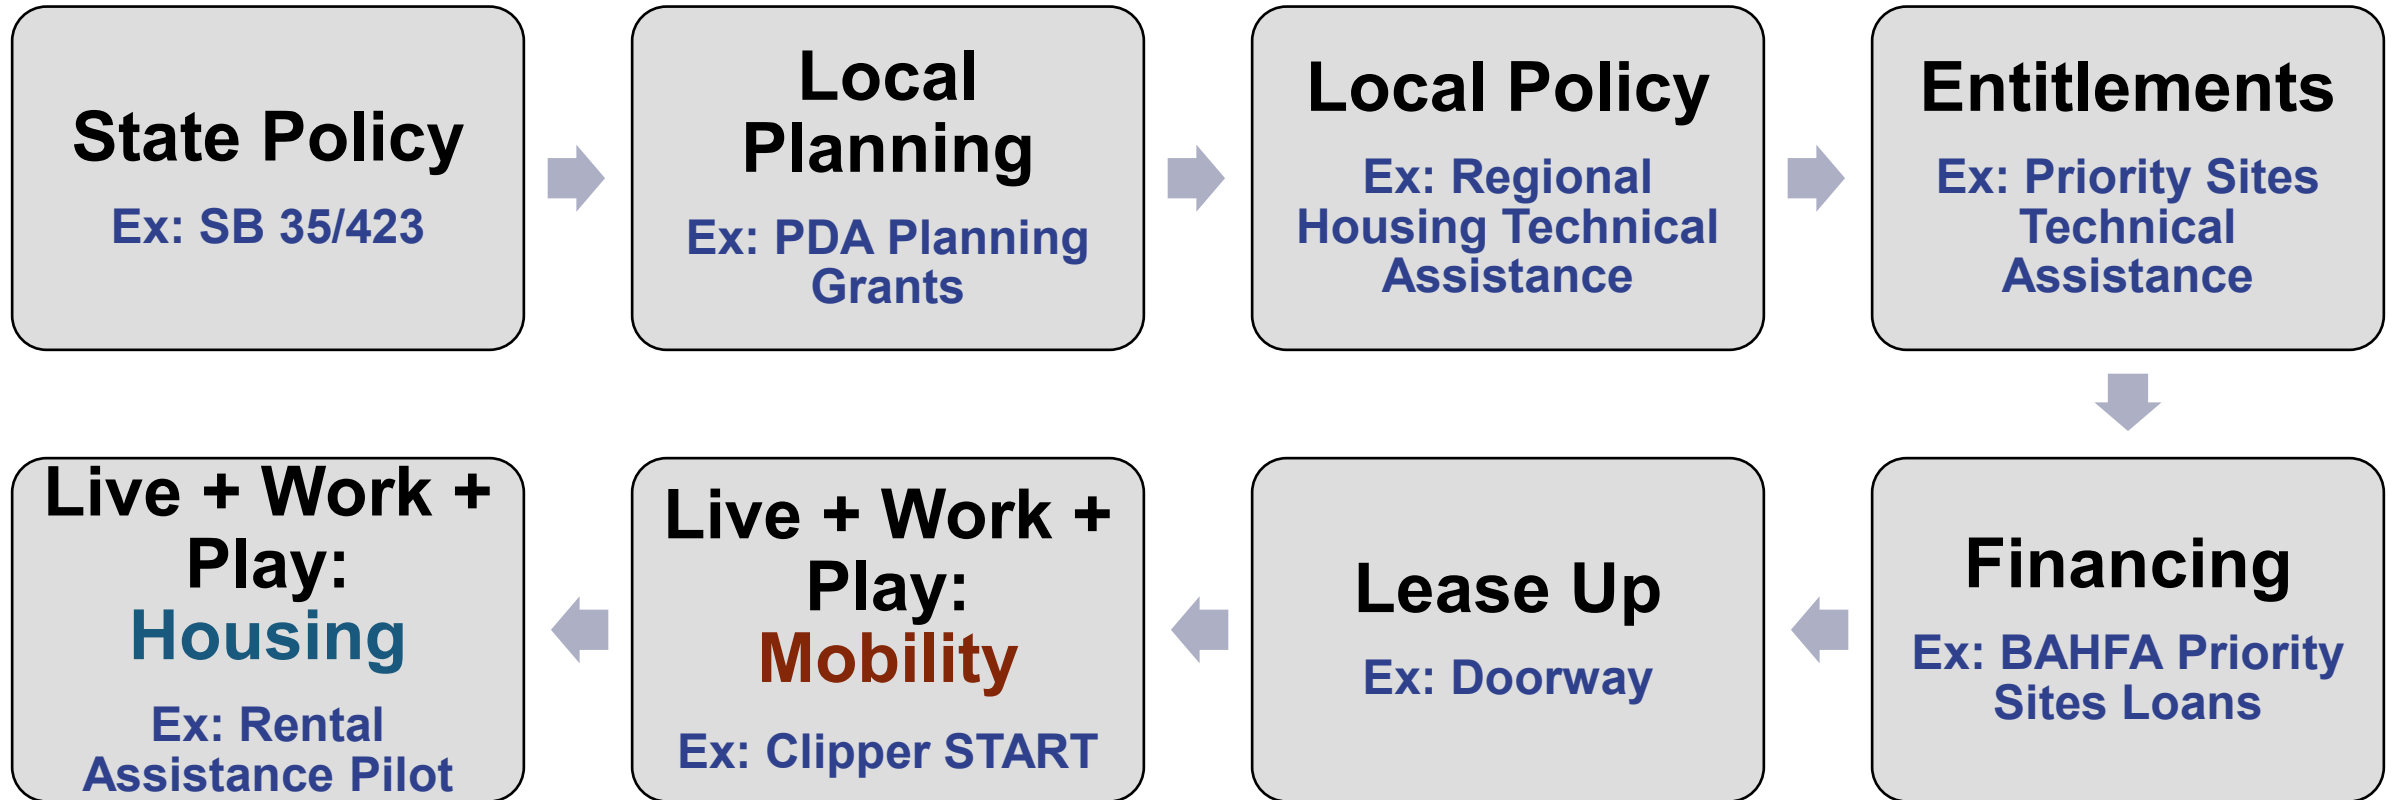 State Policy
Ex: SB 35/423
Local
Planning
Ex: PDA Planning
Grants
Local Policy
Ex: Regional
Housing Technical
Assistance
Entitlements
Ex: Priority Sites
Technical
Assistance
Financing
Ex: BAHFA Priority
Sites Loans
Lease Up
Ex: Doorway
Live + Work +
Play:
Mobility
Ex: Clipper START
Live + Work +
Play:
Housing
Ex: Rental
Assistance Pilot